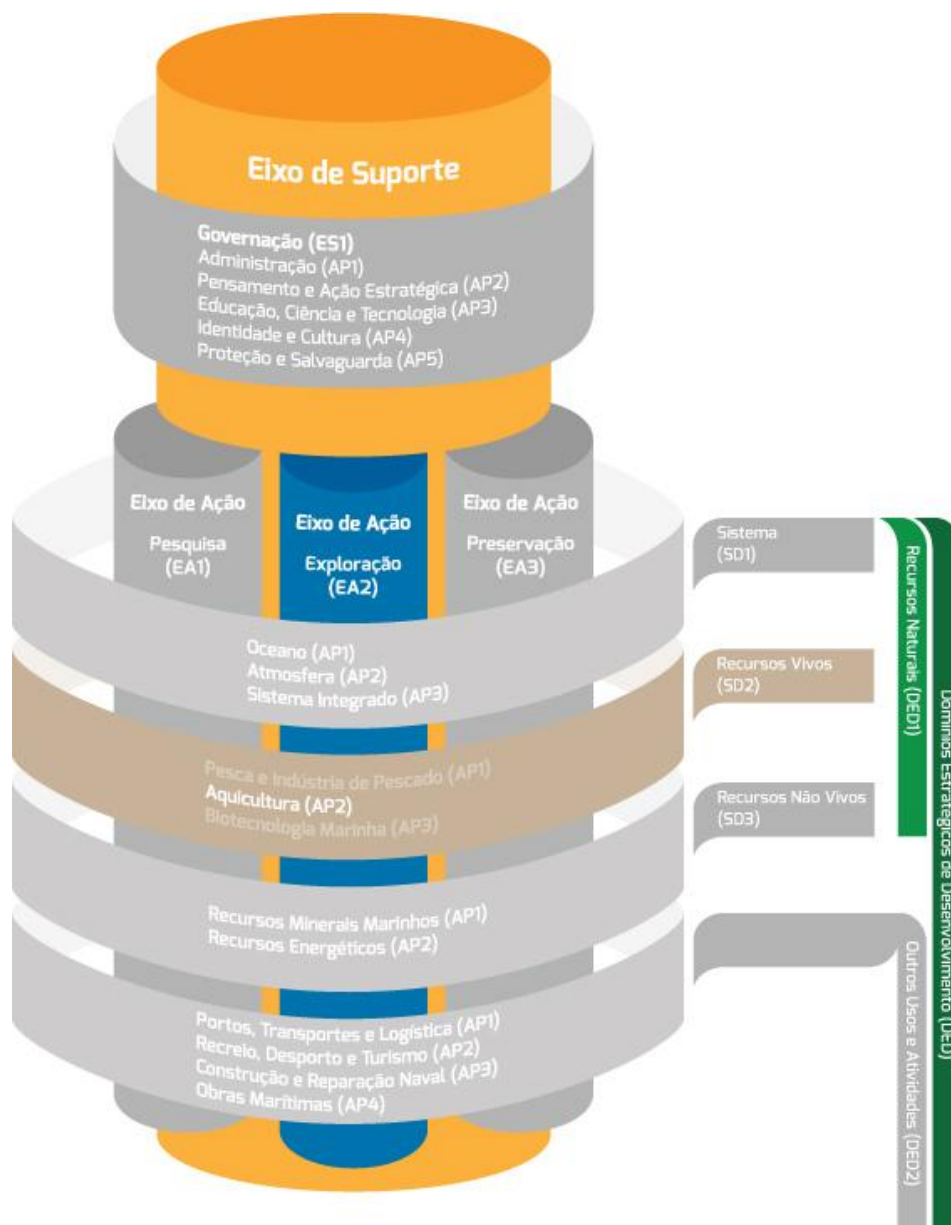 Eixo de Suporte
Governação (ES1)
Administração (AP1)
Pensamento e Ação Estratégica (AP2)
Educação, Ciência e Tecnologia (AP3)
Identidade e Cultura (AP4)
Proteção e Salvaguarda (AP5)
Eixo de Ação
Pesquisa
(EA1)
Eixo de Ação
Exploração
(EA2)
Eixo de Ação
Preservação
(EA3)
Oceano (AP1)
Atmosfera (AP2)
Sistema Integrado (AP3)
Pesca e Indústria de Pescado (AP1)
Aquicultura (AP2)
Biotecnologia Marinha (AP3)
Recursos Minerais Marinhos (AP1)
Recursos Energéticos (AP2)
Portos, Transportes e Logística (AP1)
Recreio, Desporto e Turismo (AP2)
Construção e Reparação Naval (AP3)
Obras Marítimas (AP4)
Sistema
(SD1)
Recursos Vivos
(SD2)
Recursos Não Vivos
(SD3)
Recursos Naturais (DED1)
Outros Usos e Atividades (DED2)
Domínios Estratégicos de Desenvolvimento (DED)